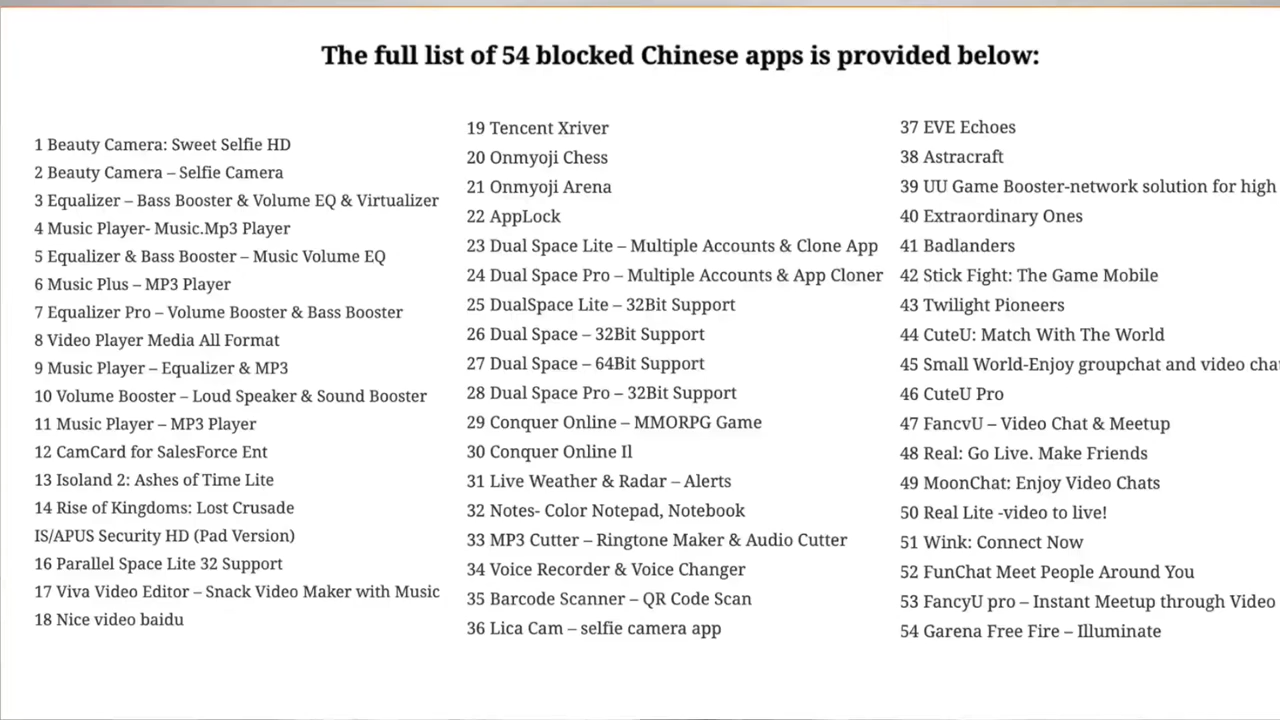 The full list of 54 blocked Chinese apps is provided below:
1 Beauty Camera: Sweet Selfie HD
2 Beauty Camera – Selfie Camera
3 Equalizer – Bass Booster & Volume EQ & Virtualizer
4 Music Player- Music.Mp3 Player
5 Equalizer & Bass Booster – Music Volume EQ
6 Music Plus – MP3 Player
7 Equalizer Pro – Volume Booster & Bass Booster
8 Video Player Media All Format
9 Music Player – Equalizer & MP3
10 Volume Booster – Loud Speaker & Sound Booster
11 Music Player – MP3 Player
12 CamCard for SalesForce Ent
13 Isoland 2: Ashes of Time Lite
14 Rise of Kingdoms: Lost Crusade
IS/APUS Security HD (Pad Version)
16 Parallel Space Lite 32 Support
17 Viva Video Editor – Snack Video Maker with Music
18 Nice video baidu
19 Tencent Xriver
20 Onmyoji Chess
21 Onmyoji Arena
22 AppLock
23 Dual Space Lite – Multiple Accounts & Clone App
24 Dual Space Pro – Multiple Accounts & App Cloner
25 DualSpace Lite – 32Bit Support
26 Dual Space – 32Bit Support
27 Dual Space – 64Bit Support
28 Dual Space Pro – 32Bit Support
29 Conquer Online – MMORPG Game
30 Conquer Online Il
31 Live Weather & Radar – Alerts
32 Notes- Color Notepad, Notebook
33 MP3 Cutter – Ringtone Maker & Audio Cutter
34 Voice Recorder & Voice Changer
35 Barcode Scanner – QR Code Scan
36 Lica Cam – selfie camera app
37 EVE Echoes
38 Astracraft
39 UU Game Booster-network solution for high
40 Extraordinary Ones
41 Badlanders
42 Stick Fight: The Game Mobile
43 Twilight Pioneers
44 CuteU: Match With The World
45 Small World-Enjoy groupchat and video
46 CuteU Pro
47 FancvU – Video Chat & Meetup
48 Real: Go Live. Make Friends
49 MoonChat: Enjoy Video Chats
50 Real Lite -video to live!
51 Wink: Connect Now
52 FunChat Meet People Around You
53 FancyU pro – Instant Meetup through Video
54 Garena Free Fire – Illuminate